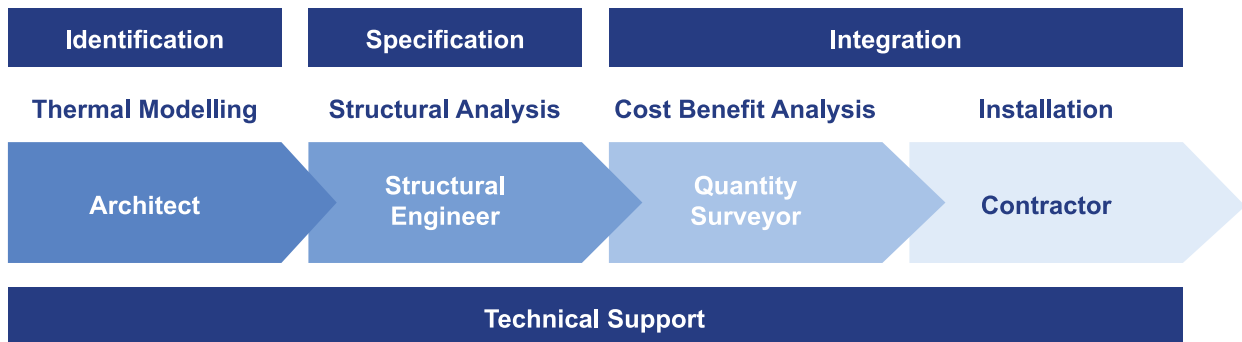 Identification
Specification
Integration
Thermal Modelling
Structural Analysis
Cost Benefit Analysis
Installation
Architect
Structural
Engineer
Quantity
Surveyor
Contractor
Technical Support